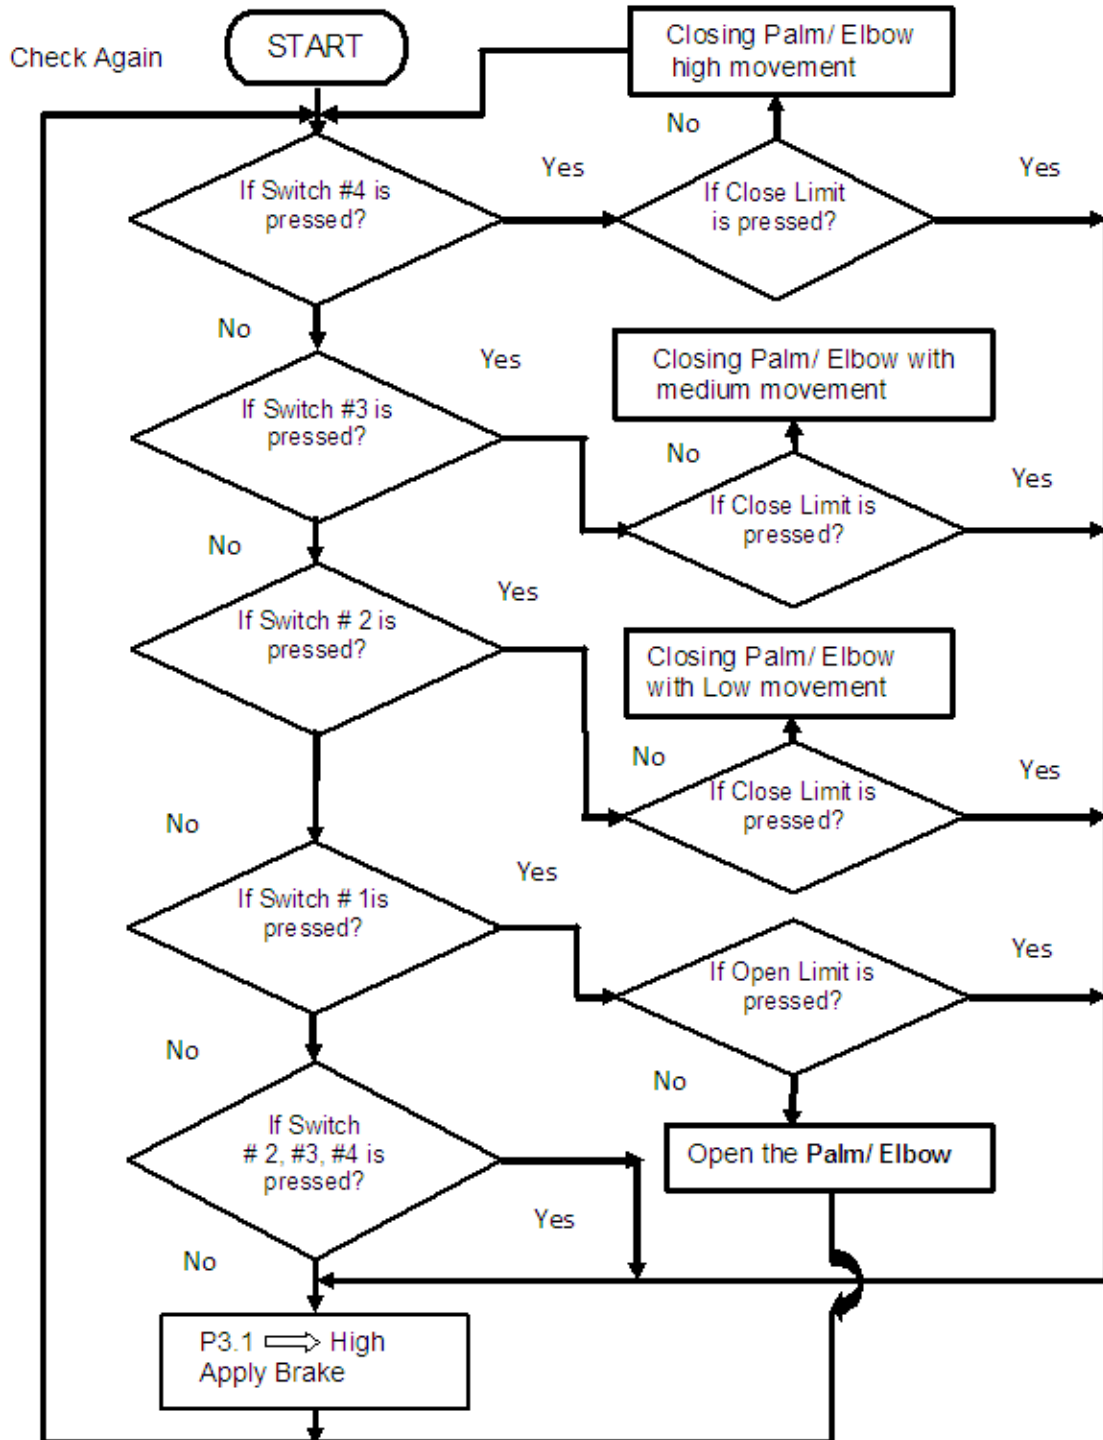 START
Check Again
Closing Palm/ Elbow
high movement
No
Yes
Yes
If Switch #4 is
pressed?
If Close Limit
is pressed?
No
Yes
Closing Palm/ Elbow with
medium movement
If Switch #3 is
pressed?
No
Yes
If Close Limit is
pressed?
No
Yes
If Switch # 2 is
pressed?
Closing Palm/ Elbow
with Low movement
No
Yes
If Close Limit is
pressed?
No
Yes
If Switch # 1is
pressed?
Yes
If Open Limit is
pressed?
No
No
If Switch
# 2, #3, #4 is
pressed?
Open the Palm/ Elbow
Yes
No
P3.1 ⇨ High
Apply Brake